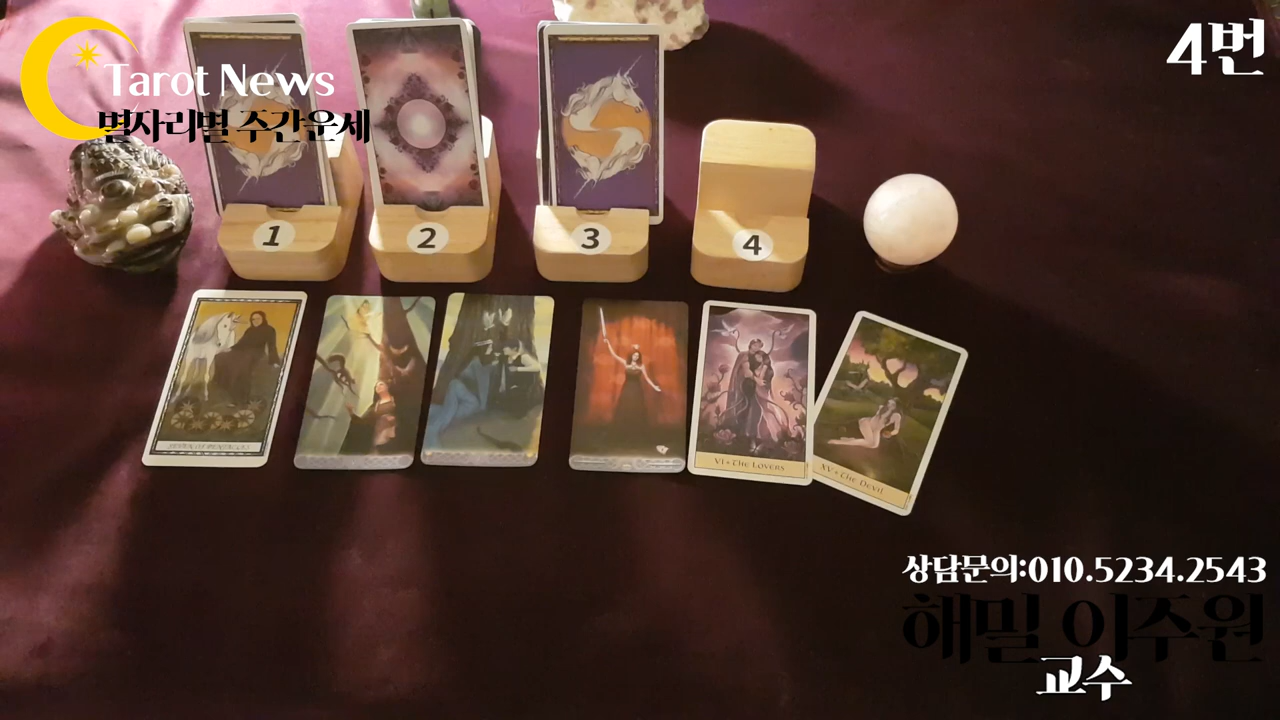 Tarot News
별자리별 주간운세
4번
1
2
3
4
VI • THE LOVERS
XV • THE DEVIL
상담문의:010.5234.2543
해밀 이주원
교수